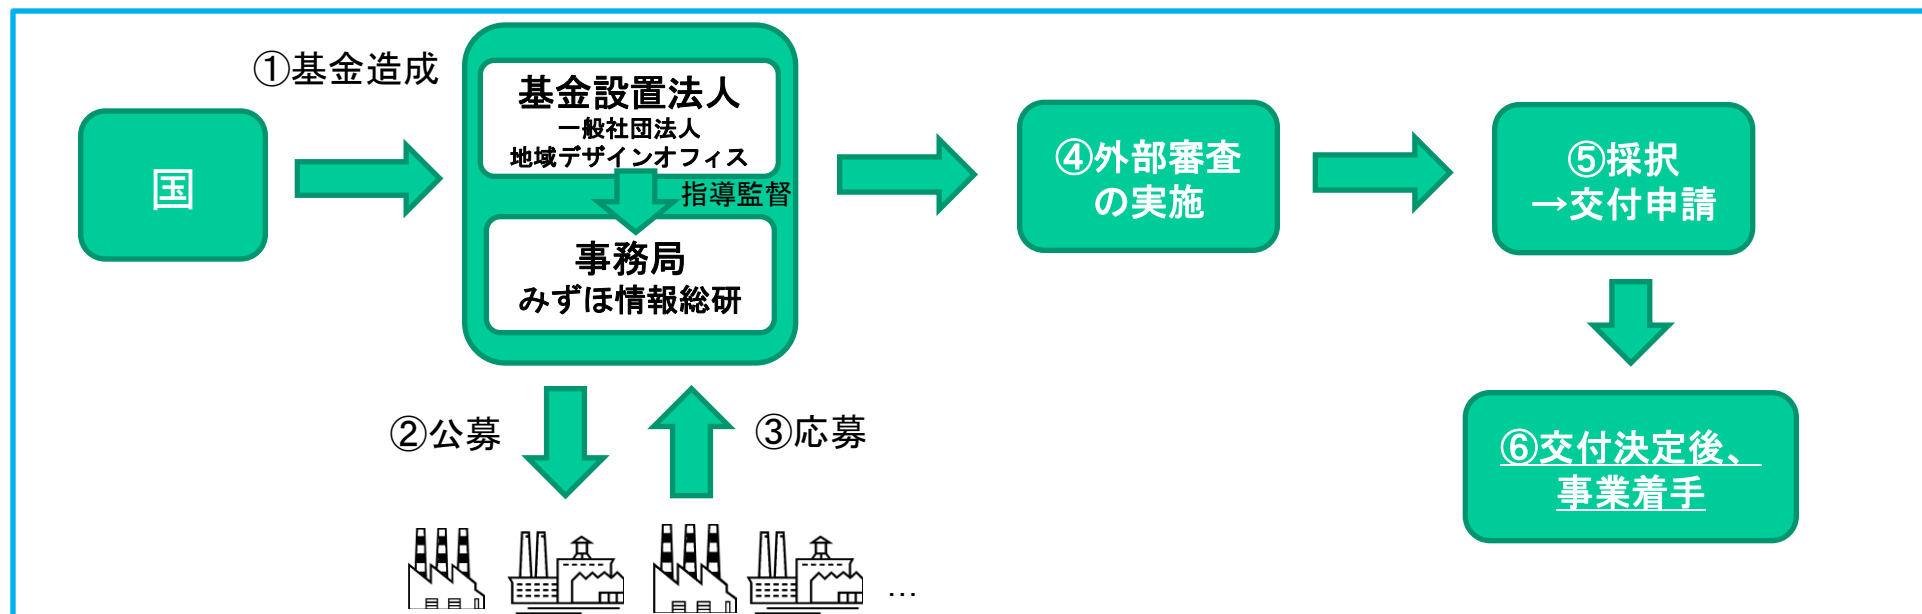 ①基金造成
国
基金設置法人
一般社団法人
地域デザインオフィス
指導監督
事務局
みずほ情報総研
②公募
③応募
…
④外部審査
の実施
⑤採択
→交付申請
⑥交付決定後、
事業着手